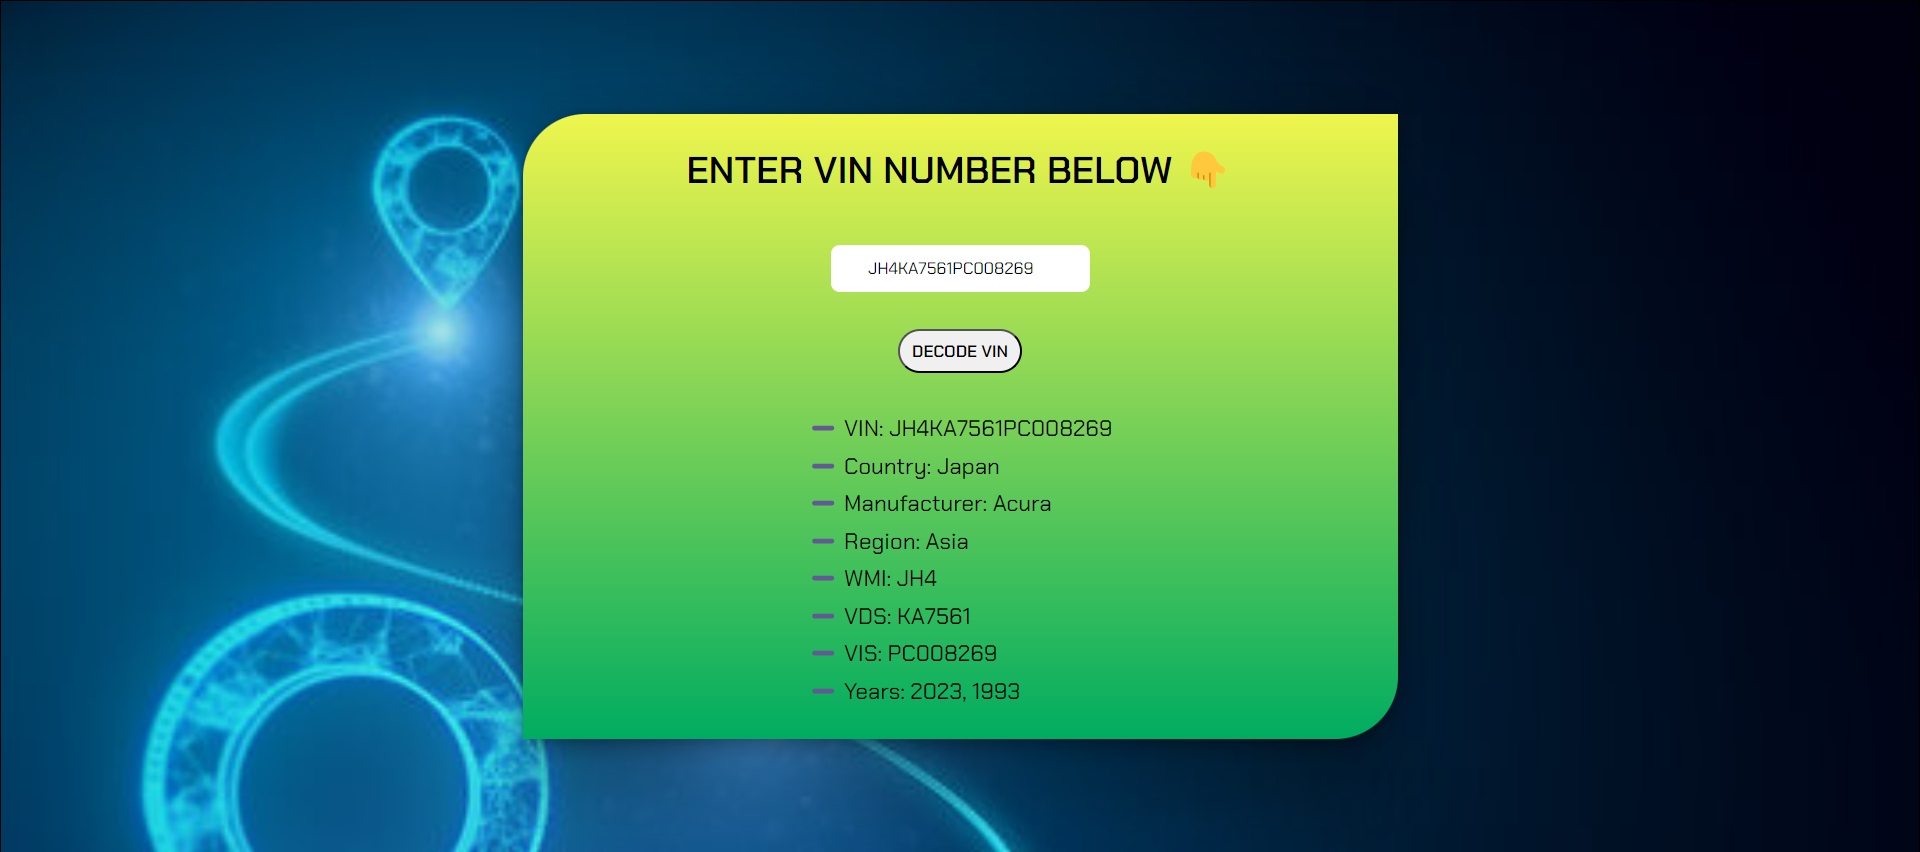 ENTER VIN NUMBER BELOW 👇
JH4KA7561PC008269
DECODE VIN
VIN: JH4KA7561PC008269
Country: Japan
Manufacturer: Acura
Region: Asia
WMI: JH4
VDS: KA7561
VIS: PC008269
Years: 2023, 1993